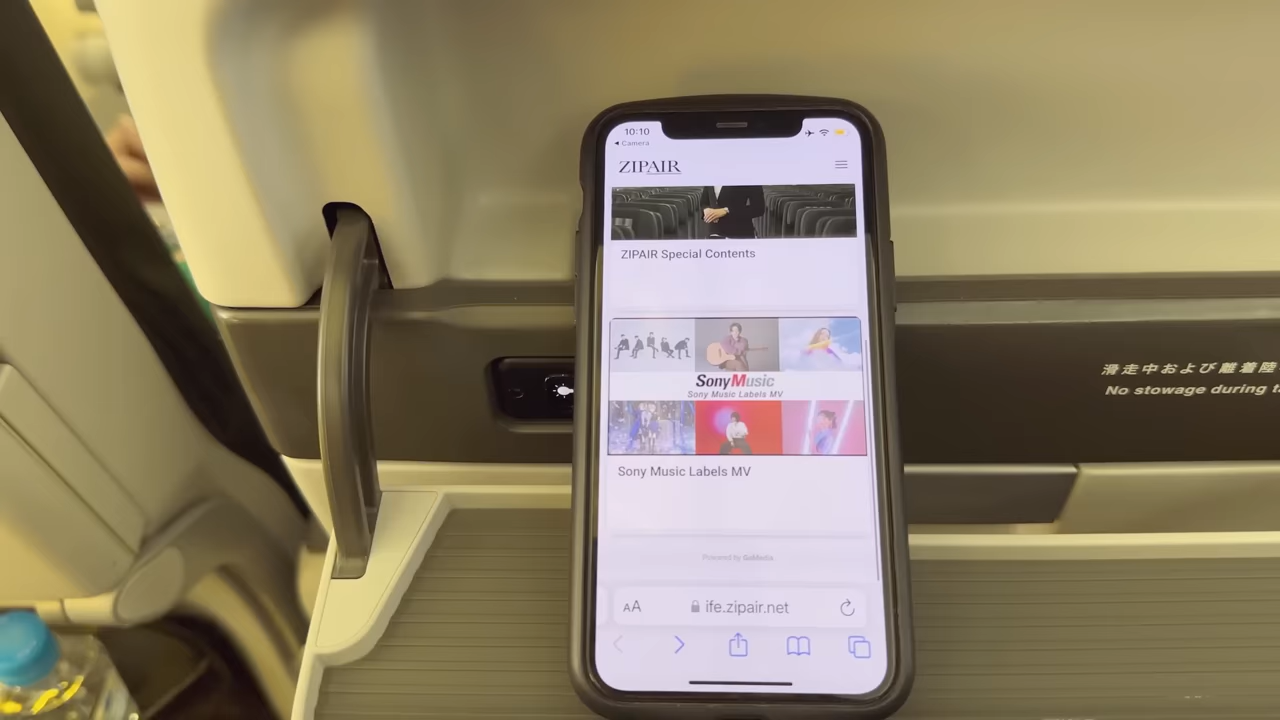 10:10
◂ Camera
ZIPAIR
ZIPAIR Special Contents
SonyMusic
Sony Music Labels MV
Sony Music Labels MV
Powered by GoMedia
AA
ife.zipair.net
滑走中および離着陸
No stowage during